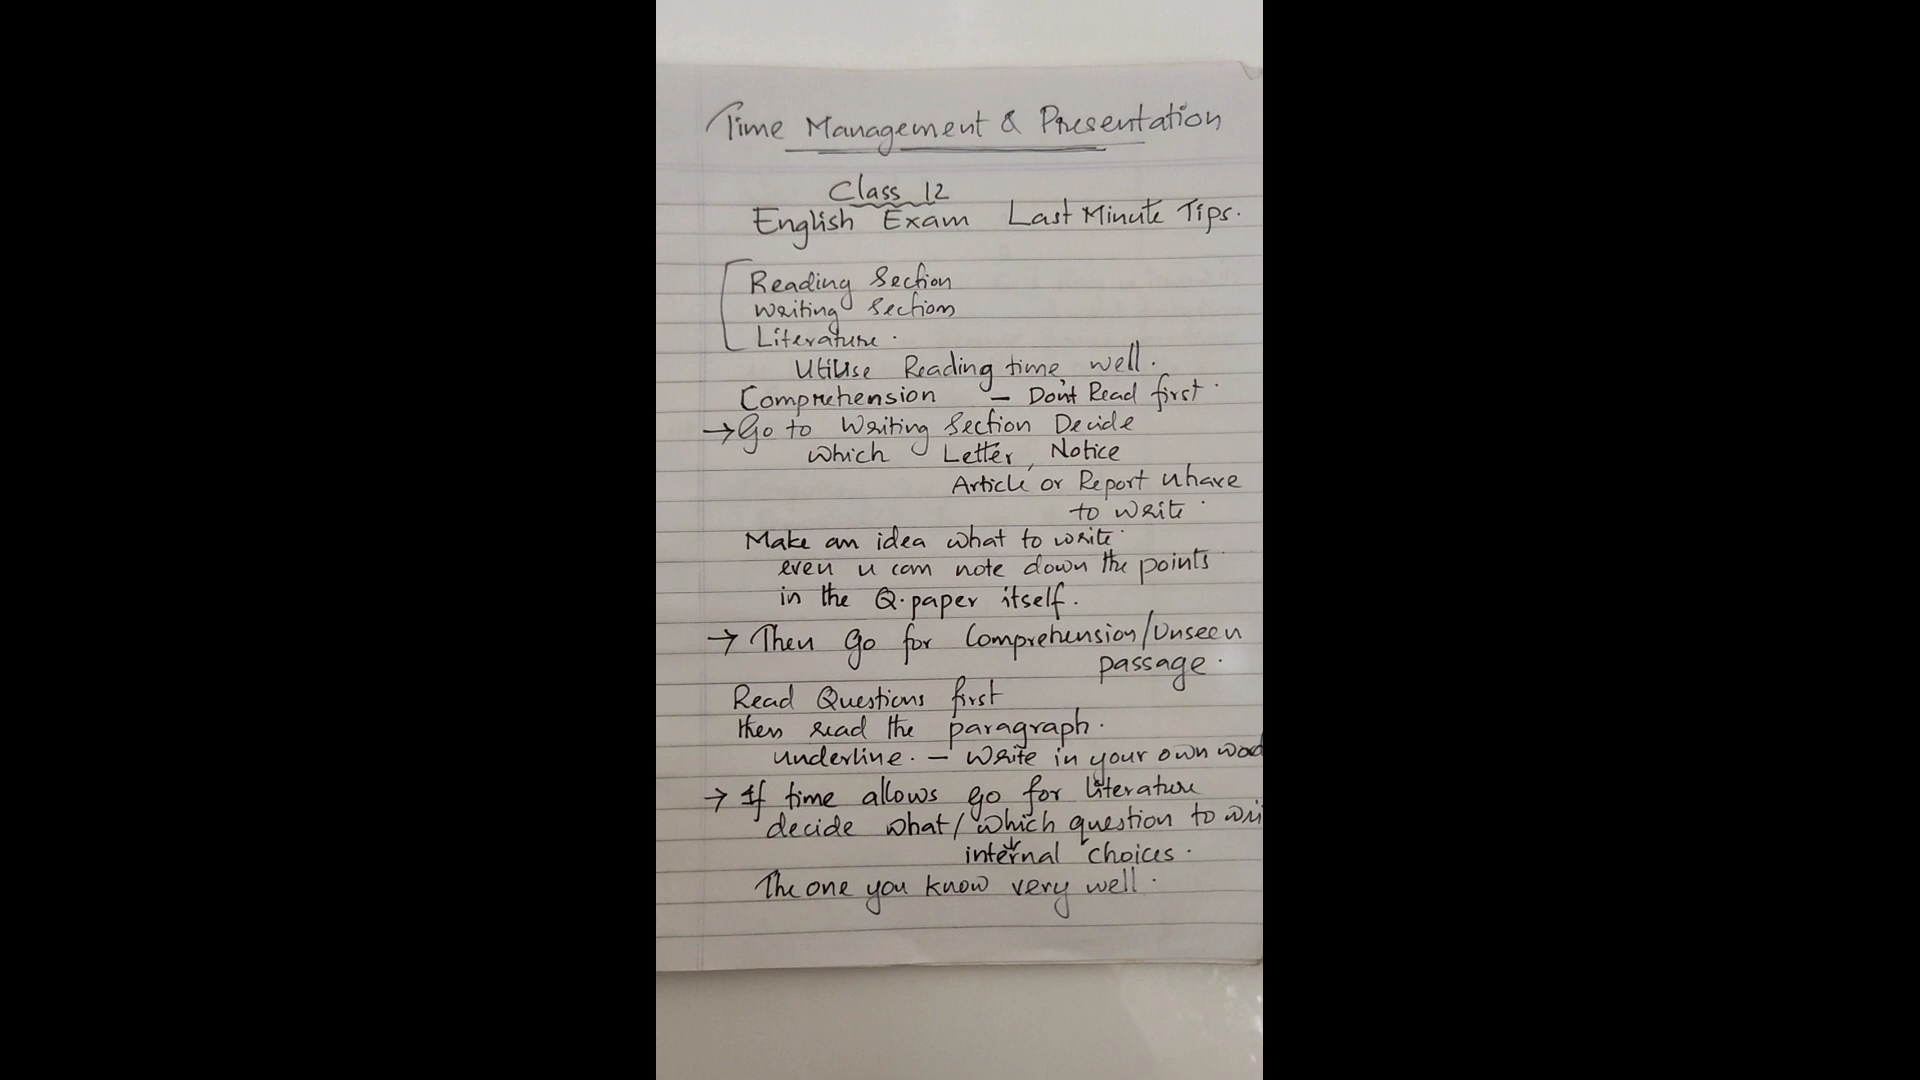 Time Management & Presentation
Class 12
English Exam Last Minute Tips.
Reading Section
Writing Section
Literature.
Utilise Reading time well.
Comprehension - Don't Read first.
→ Go to Writing Section Decide
which Letter, Notice
Article or Report u have
to write.
Make an idea what to write.
even u can note down the points
in the Q.paper itself.
→ Then Go for Comprehension/Unseen
passage.
Read Questions first
then read the paragraph.
underline. - Write in your own
→ If time allows go for literature
decide what/which question to
internal choices.
The one you know very well.